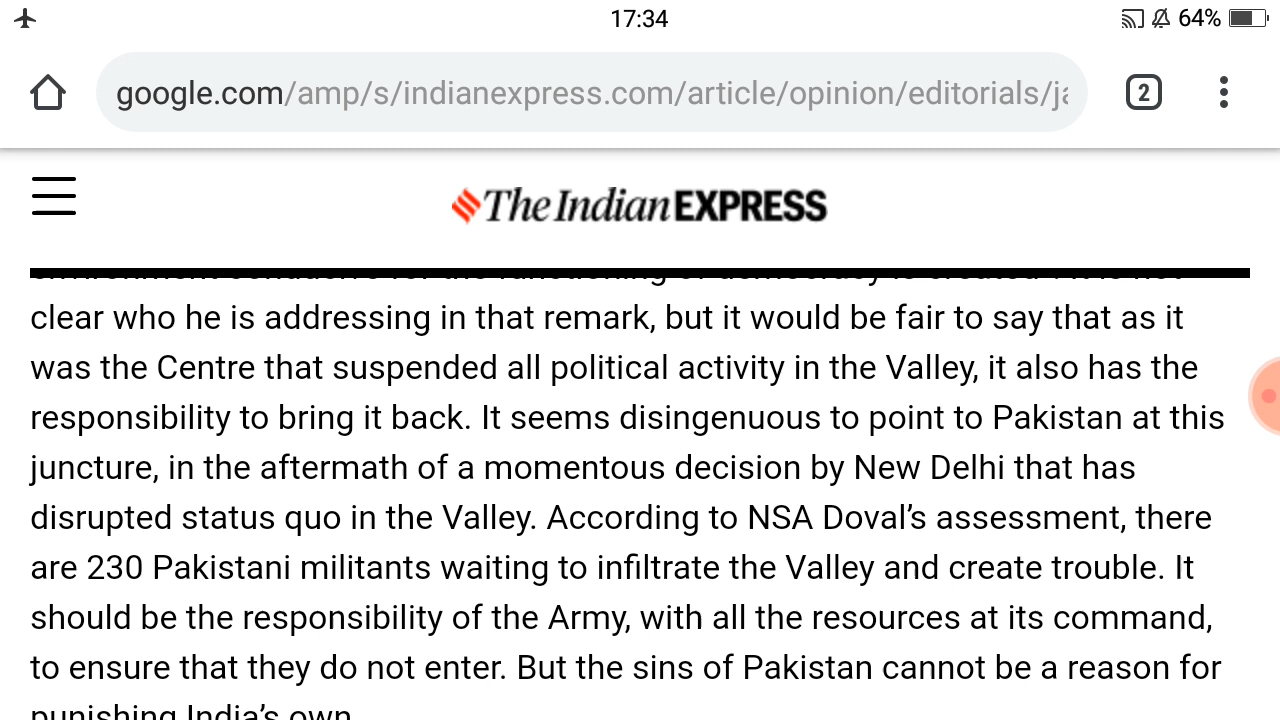 17:34
64%
google.com/amp/s/indianexpress.com/article/opinion/editorials/ja
2
The Indian EXPRESS
clear who he is addressing in that remark, but it would be fair to say that as it
was the Centre that suspended all political activity in the Valley, it also has the
responsibility to bring it back. It seems disingenuous to point to Pakistan at this
juncture, in the aftermath of a momentous decision by New Delhi that has
disrupted status quo in the Valley. According to NSA Doval’s assessment, there
are 230 Pakistani militants waiting to infiltrate the Valley and create trouble. It
should be the responsibility of the Army, with all the resources at its command,
to ensure that they do not enter. But the sins of Pakistan cannot be a reason for
punishing India’s own